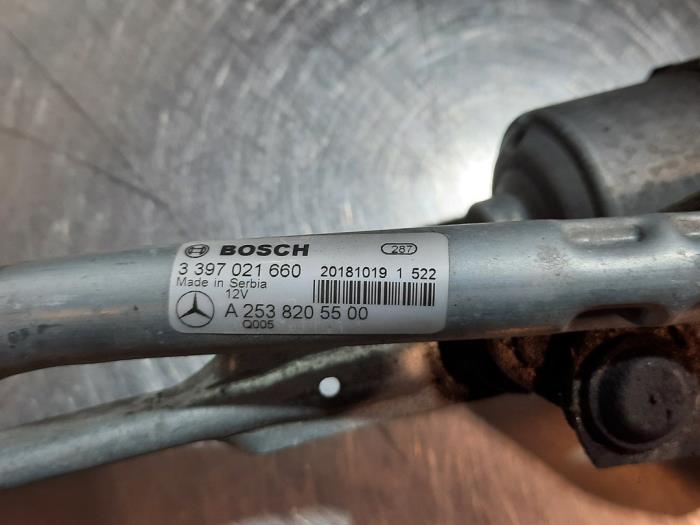 BOSCH 287
3 397 021 660 20181019 1 522
Made in Serbia
12V
A 253 820 55 00
Q005